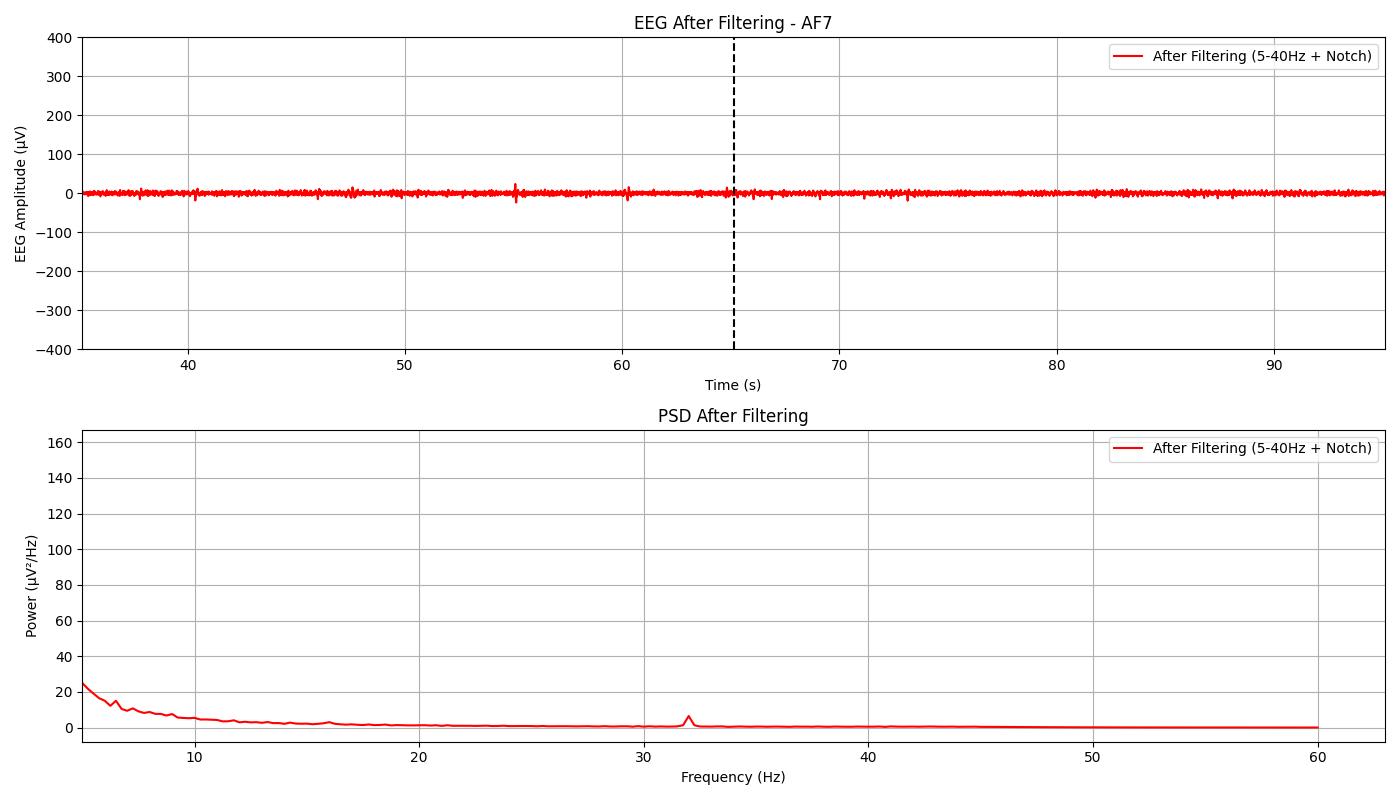 EEG After Filtering - AF7
After Filtering (5-40Hz + Notch)
EEG Amplitude (µV)
400
300
200
100
0
−100
−200
−300
−400
40 50 60 70 80 90
Time (s)
PSD After Filtering
After Filtering (5-40Hz + Notch)
Power (µV²/Hz)
160
140
120
100
80
60
40
20
0
10 20 30 40 50 60
Frequency (Hz)